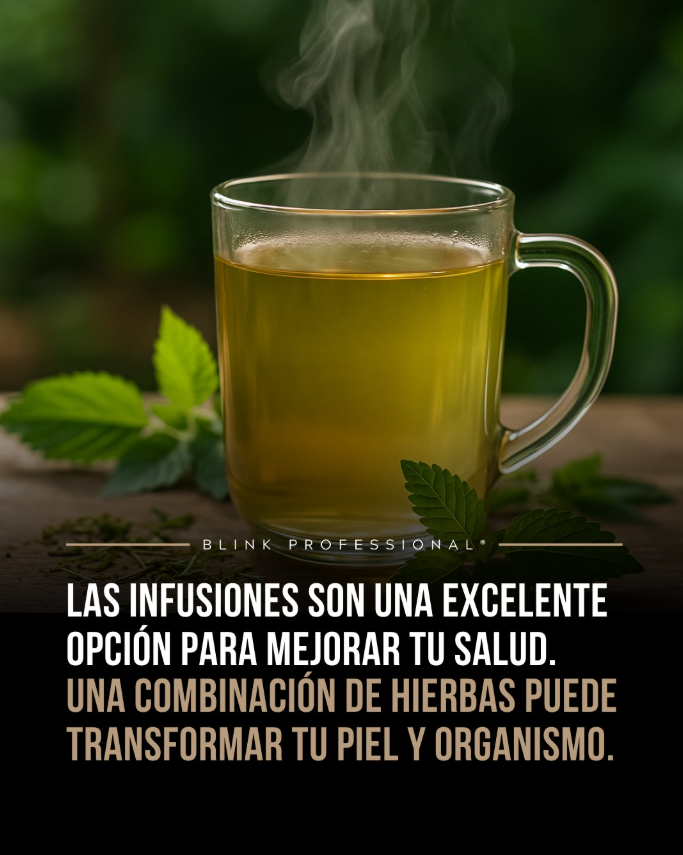 BLINK PROFESSIONAL®
LAS INFUSIONES SON UNA EXCELENTE
OPCIÓN PARA MEJORAR TU SALUD.
UNA COMBINACIÓN DE HIERBAS PUEDE
TRANSFORMAR TU PIEL Y ORGANISMO.